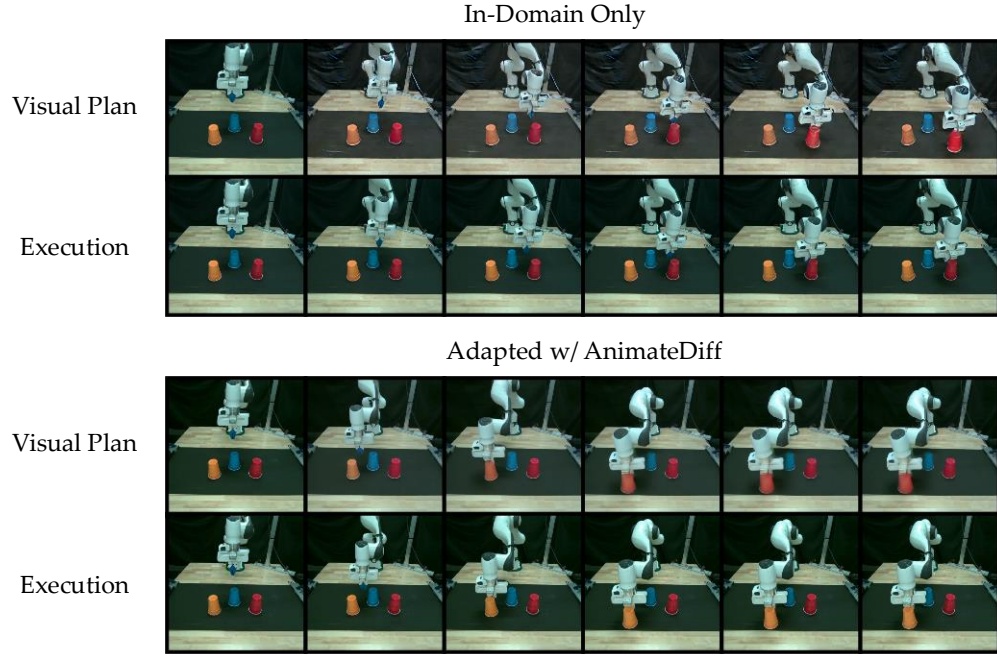 In-Domain Only
Visual Plan
Execution
Adapted w/ AnimateDiff
Visual Plan
Execution